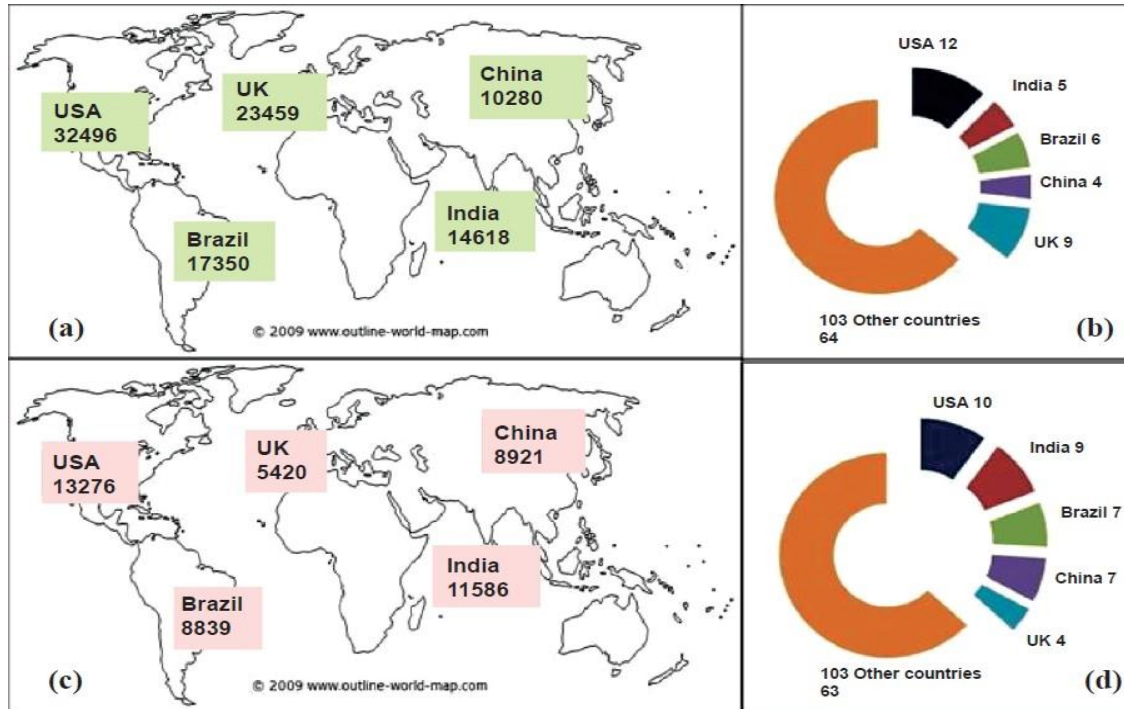 USA
32496
UK
23459
China
10280
Brazil
17350
India
14618
(a)
© 2009 www.outline-world-map.com
USA 12
India 5
Brazil 6
China 4
UK 9
103 Other countries
64
(b)
USA
13276
UK
5420
China
8921
India
11586
Brazil
8839
(c)
© 2009 www.outline-world-map.com
USA 10
India 9
Brazil 7
China 7
UK 4
103 Other countries
63
(d)